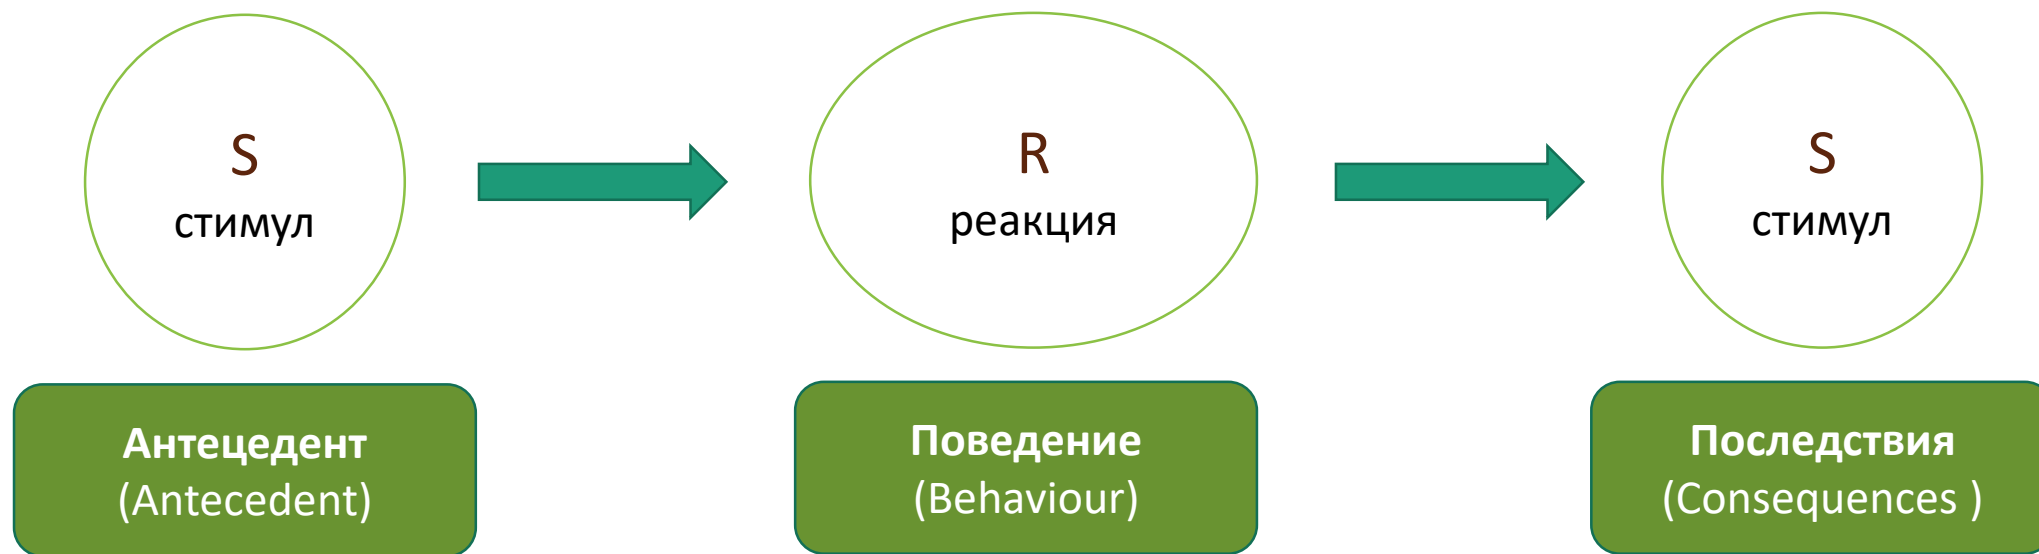 S
стимул
R
реакция
S
стимул
Антецедент
(Antecedent)
Поведение
(Behaviour)
Последствия
(Consequences )